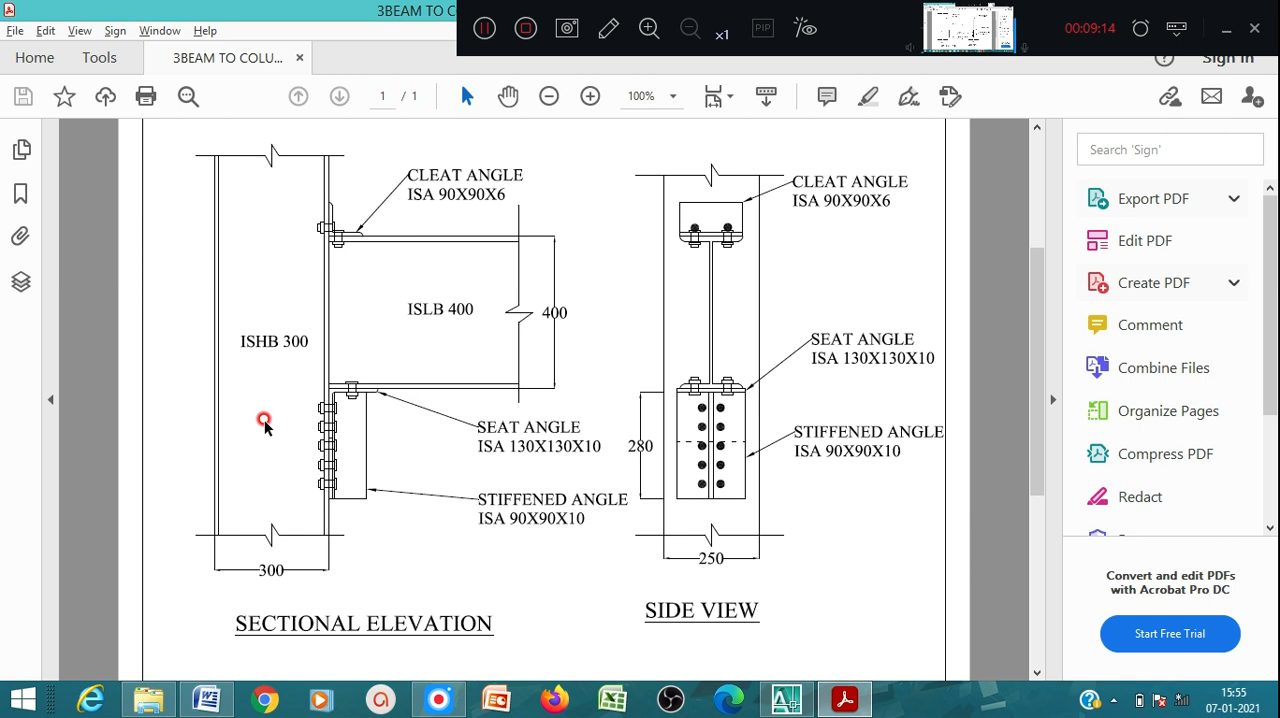 3BEAM TO CO
x1
PIP
00:09:14
File Edit View Sign Window Help
Home Tools 3BEAM TO COLU... × Sign In
1 / 1 100%
CLEAT ANGLE
ISA 90X90X6
ISLB 400
400
ISHB 300
SEAT ANGLE
ISA 130X130X10
STIFFENED ANGLE
ISA 90X90X10
300
SECTIONAL ELEVATION
CLEAT ANGLE
ISA 90X90X6
SEAT ANGLE
ISA 130X130X10
280
STIFFENED ANGLE
ISA 90X90X10
250
SIDE VIEW
Search 'Sign'
Export PDF
Edit PDF
Create PDF
Comment
Combine Files
Organize Pages
Compress PDF
Redact
Convert and edit PDFs
with Acrobat Pro DC
Start Free Trial
15:55
07-01-2021